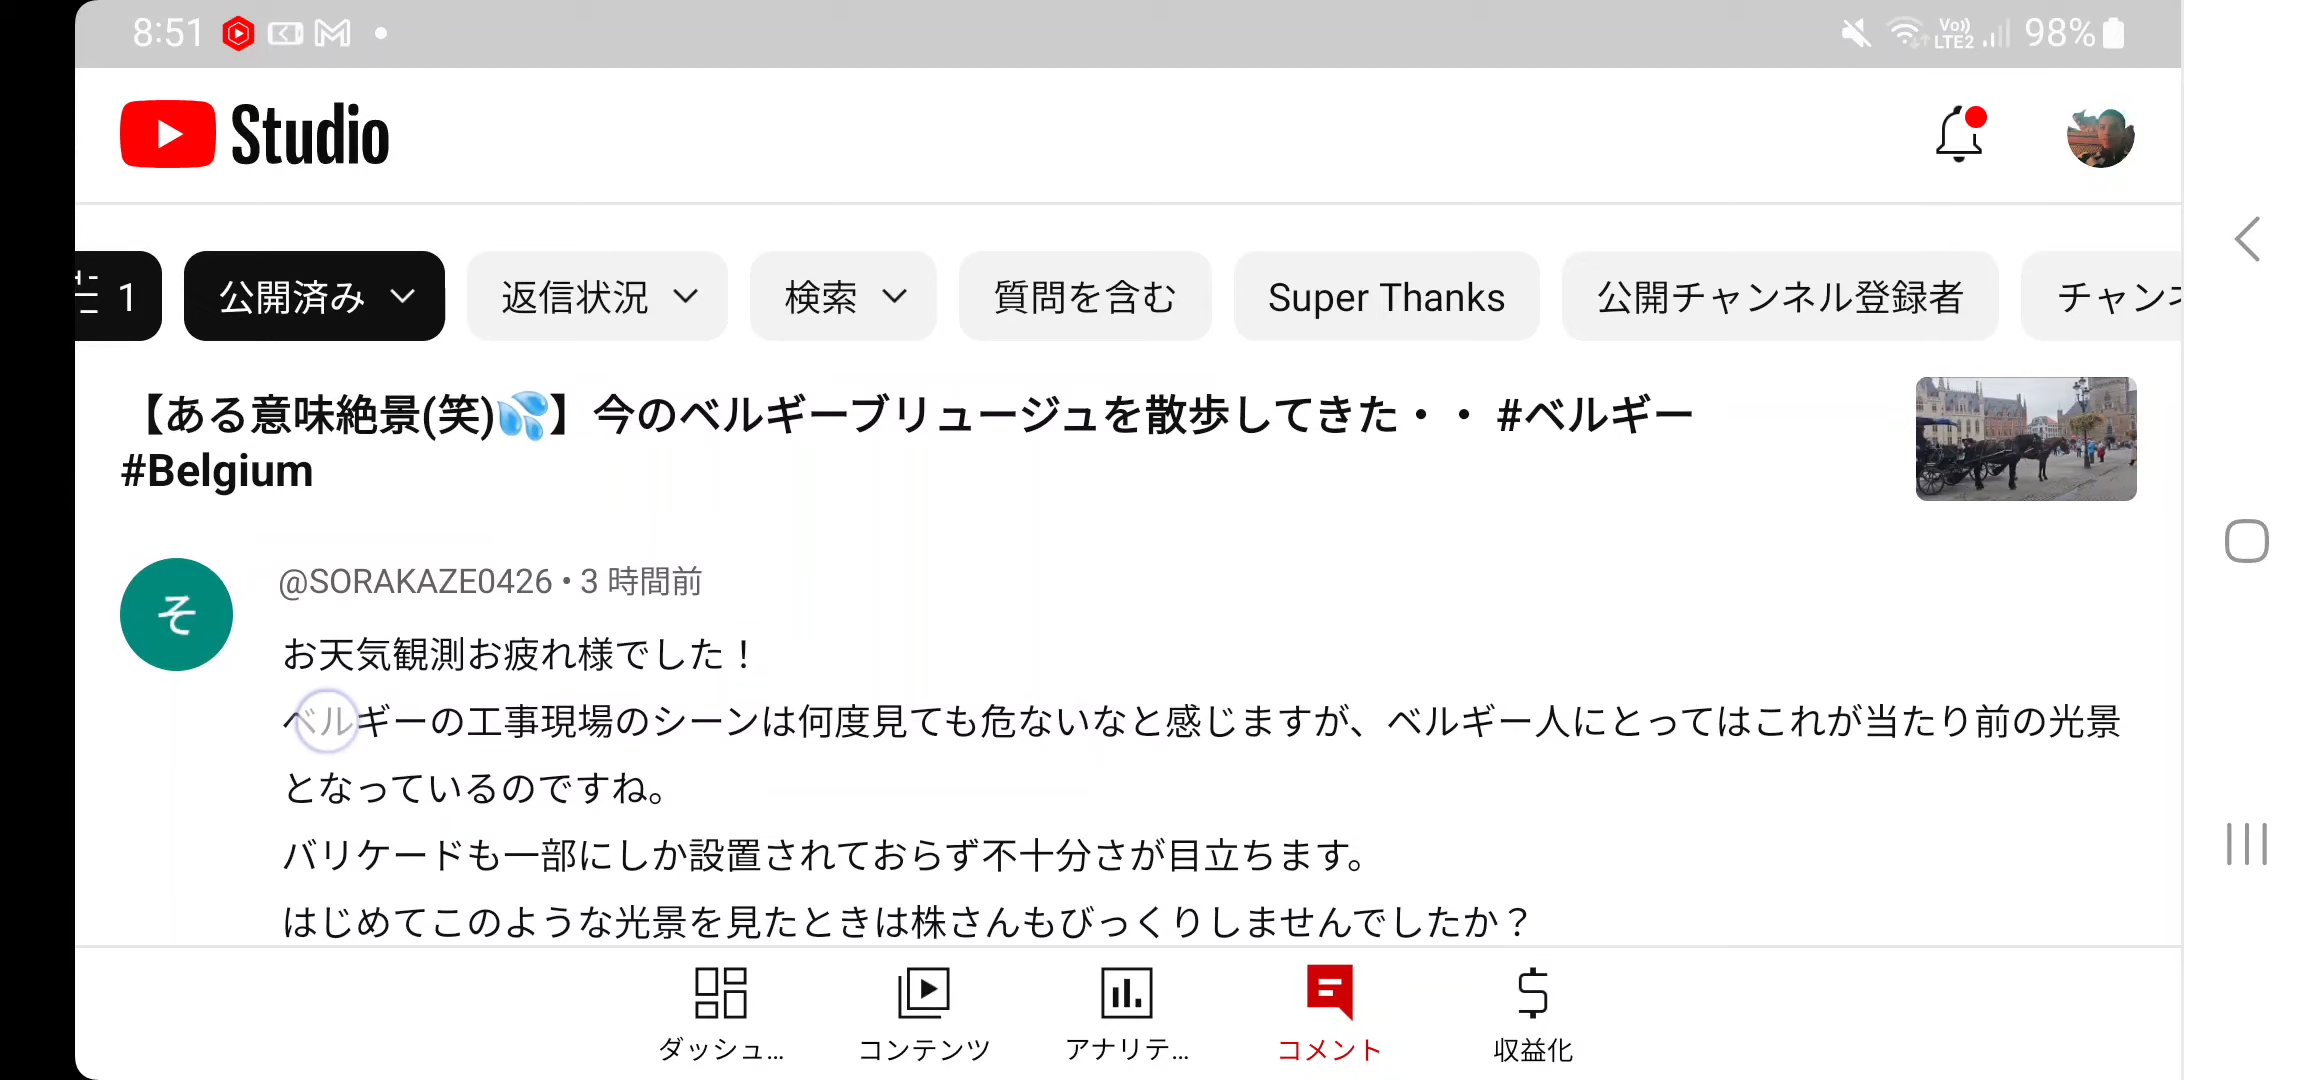 8:51
Vo)) LTE2 98%
Studio
1 公開済み 返信状況 検索 質問を含む Super Thanks 公開チャンネル登録者 チャン
【ある意味絶景(笑)💦】今のベルギーブリュージュを散歩してきた・・ #ベルギー
#Belgium
そ
@SORAKAZE0426 • 3 時間前
お天気観測お疲れ様でした！
ベルギーの工事現場のシーンは何度見ても危ないなと感じますが、ベルギー人にとってはこれが当たり前の光景
となっているのですね。
バリケードも一部にしか設置されておらず不十分さが目立ちます。
はじめてこのような光景を見たときは株さんもびっくりしませんでしたか？
ダッシュ... コンテンツ アナリテ... コメント 収益化